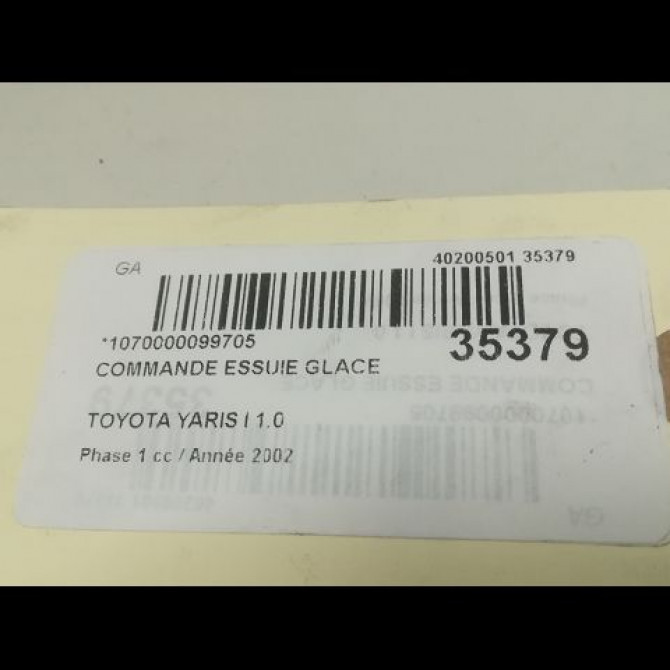 GA
40200501 35379
*1070000099705
35379
COMMANDE ESSUIE GLACE
TOYOTA YARIS I 1.0
Phase 1 cc / Année 2002